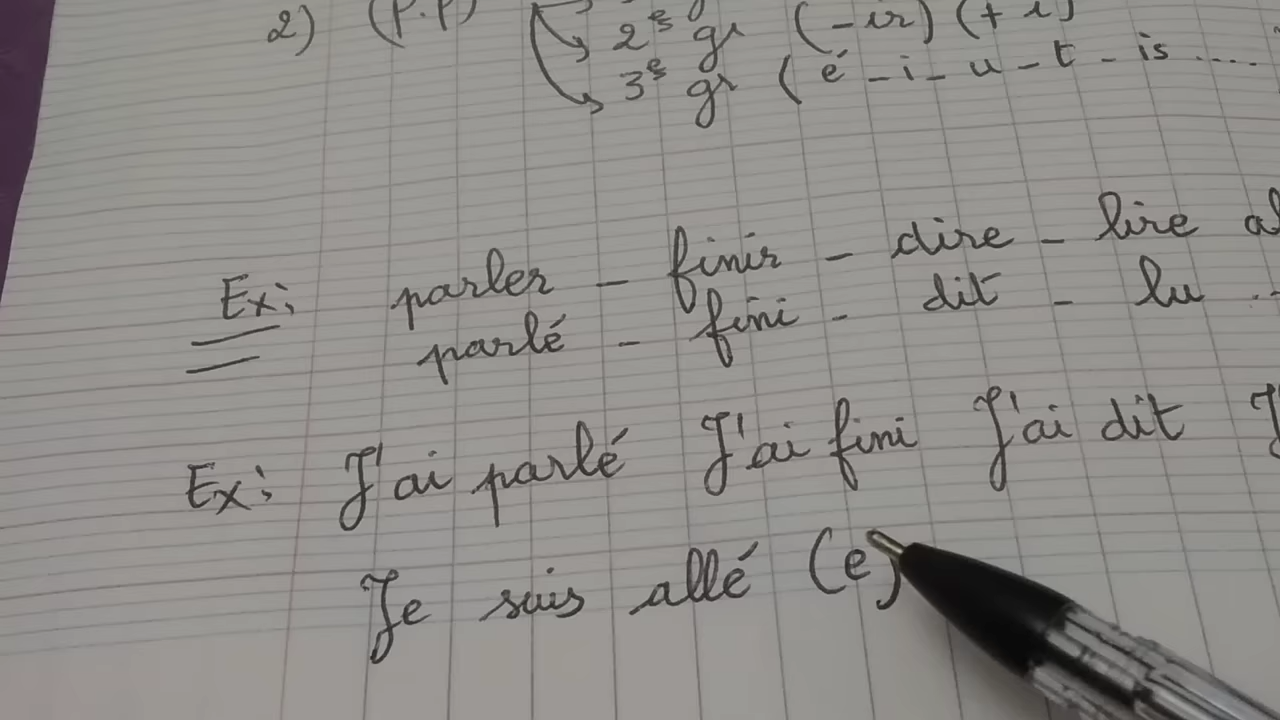 2) (p.p)
2e gr (-ir) (+ i)
3e gr (é - i - u - t - is ....
Ex: parler - finir - dire - lire al
parlé - fini - dit - lu ..
Ex: J'ai parlé J'ai fini J'ai dit J
Je suis allé (e)